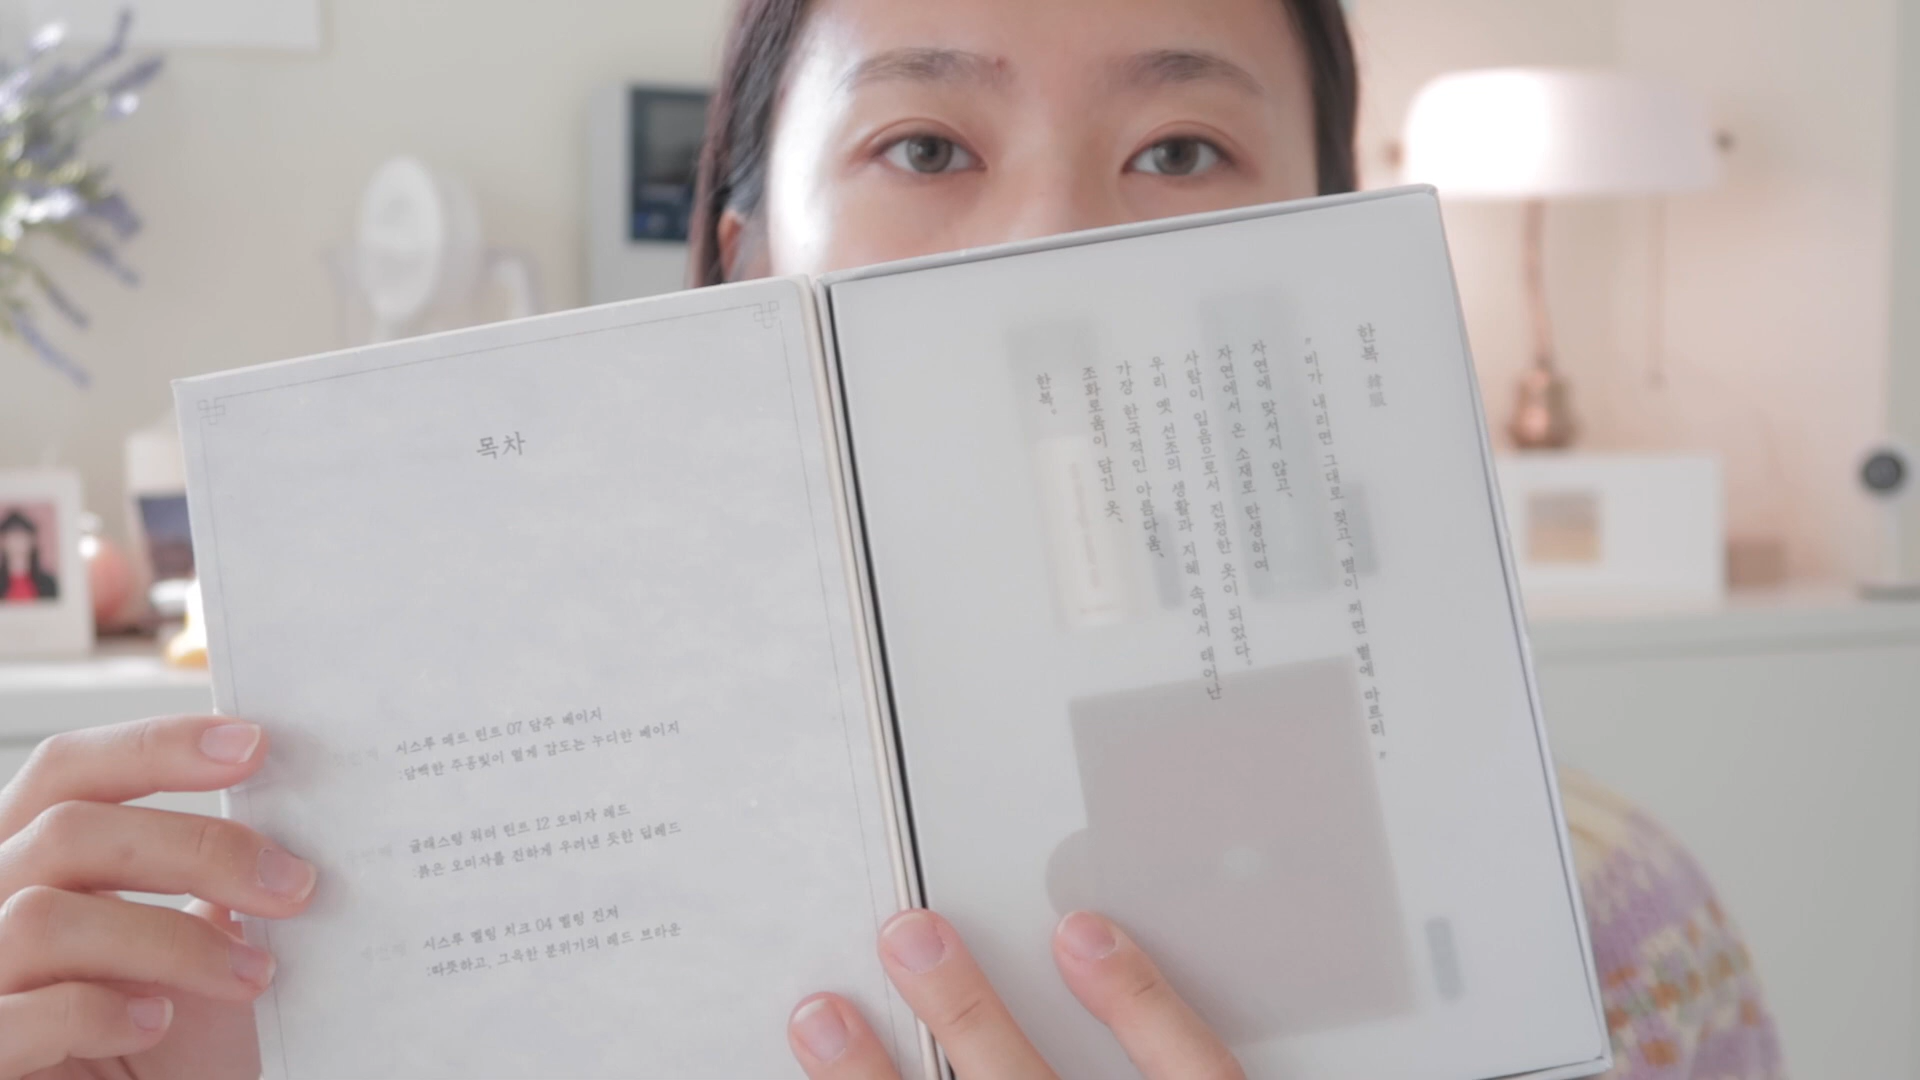 목차
시스루 매트 틴트 07 담주 베이지
:담백한 주홍빛이 옅게 감도는 누디한 베이지
글래스팅 워터 틴트 12 오미자 레드
:붉은 오미자를 진하게 우려낸 듯한 딥레드
시스루 멜팅 치크 04 멜팅 진저
:따뜻하고, 그윽한 분위기의 레드 브라운
한복 韓服
"비가 내리면 그대로 젖고, 볕이 쬐면 볕에 마르리."
자연에 맞서지 않고,
자연에서 온 소재로 탄생하여
사람이 입음으로서 진정한 옷이 되었다.
우리 옛 선조의 생활과 지혜 속에서 태어난
가장 한국적인 아름다움,
조화로움이 담긴 옷,
한복.